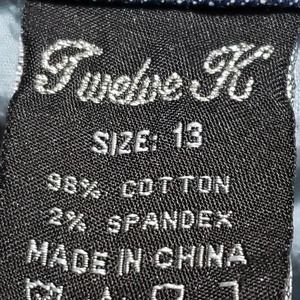 Twelve K
SIZE: 13
98% COTTON
2% SPANDEX
MADE IN CHINA